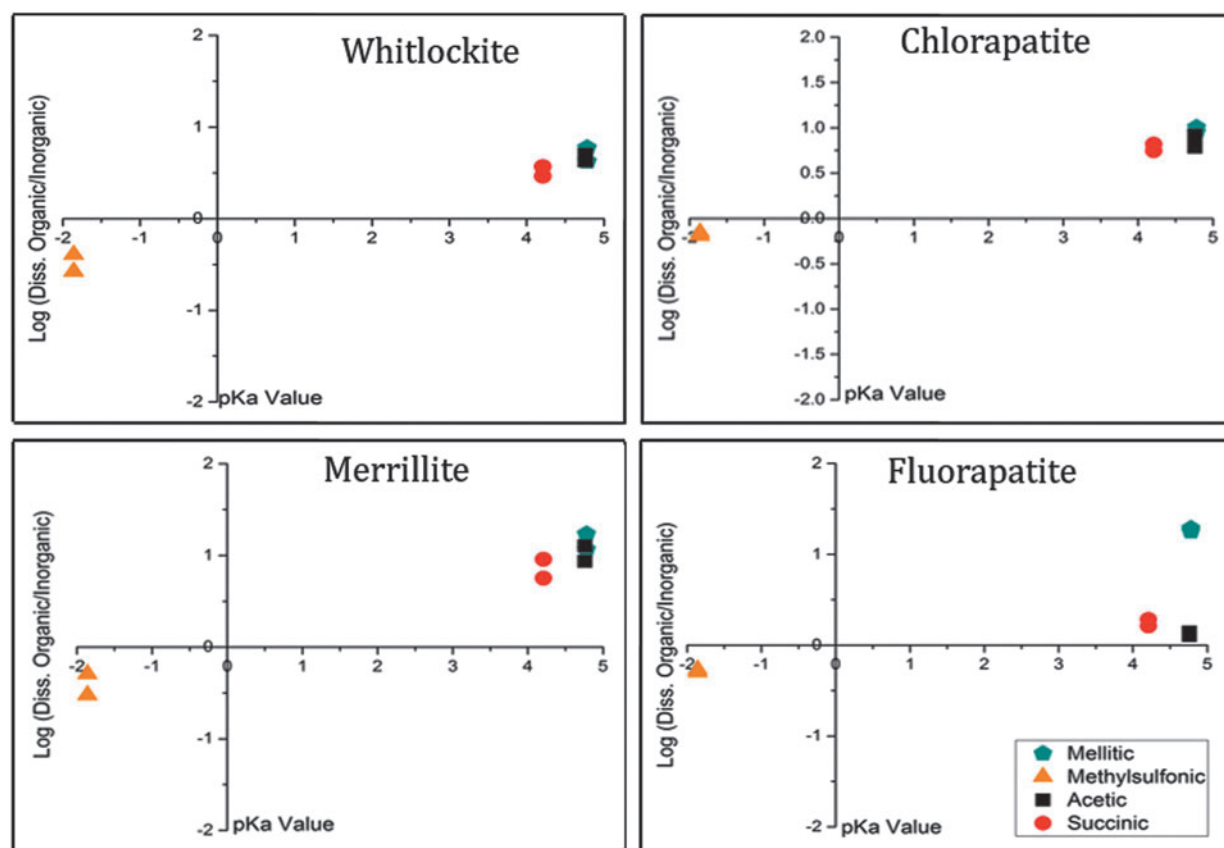 Whitlockite
Log (Diss. Organic/Inorganic)
2
1
0
-1
-2
-2 -1 0 1 2 3 4 5
pKa Value
Chlorapatite
Log (Diss. Organic/Inorganic)
2.0
1.5
1.0
0.5
0.0
-0.5
-1.0
-1.5
-2.0
-2 -1 0 1 2 3 4 5
pKa Value
Merrillite
Log (Diss. Organic/Inorganic)
2
1
0
-1
-2
-2 -1 0 1 2 3 4 5
pKa Value
Fluorapatite
Log (Diss. Organic/Inorganic)
2
1
0
-1
-2
-2 -1 0 1 2 3 4 5
pKa Value
Mellitic
Methylsulfonic
Acetic
Succinic